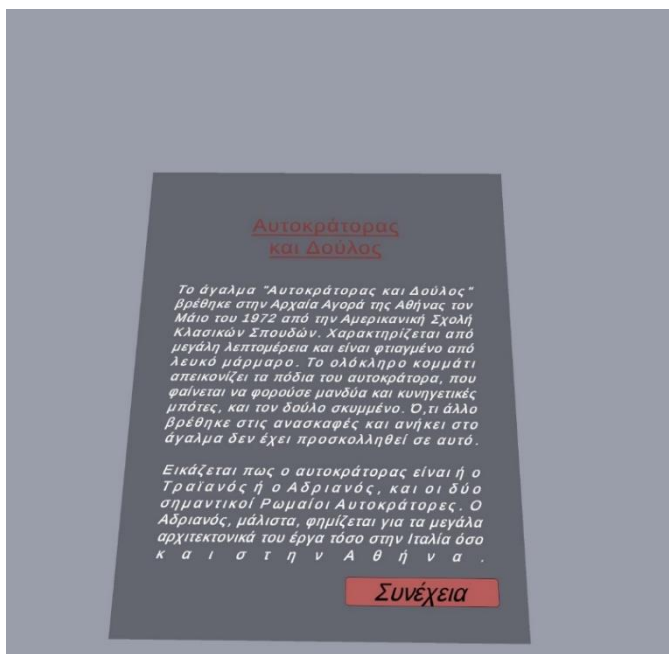 Αυτοκράτορας
και Δούλος
Το άγαλμα "Αυτοκράτορας και Δούλος"
βρέθηκε στην Αρχαία Αγορά της Αθήνας τον
Μάιο του 1972 από την Αμερικανική Σχολή
Κλασικών Σπουδών. Χαρακτηρίζεται από
μεγάλη λεπτομέρεια και είναι φτιαγμένο από
λευκό μάρμαρο. Το ολόκληρο κομμάτι
απεικονίζει τα πόδια του αυτοκράτορα, που
φαίνεται να φορούσε μανδύα και κυνηγετικές
μπότες, και τον δούλο σκυμμένο. Ό,τι άλλο
βρέθηκε στις ανασκαφές και ανήκει στο
άγαλμα δεν έχει προσκολληθεί σε αυτό.
Εικάζεται πως ο αυτοκράτορας είναι ή ο
Τραϊανός ή ο Αδριανός, και οι δύο
σημαντικοί Ρωμαίοι Αυτοκράτορες. Ο
Αδριανός, μάλιστα, φημίζεται για τα μεγάλα
αρχιτεκτονικά του έργα τόσο στην Ιταλία όσο
και στην Αθήνα.
Συνέχεια